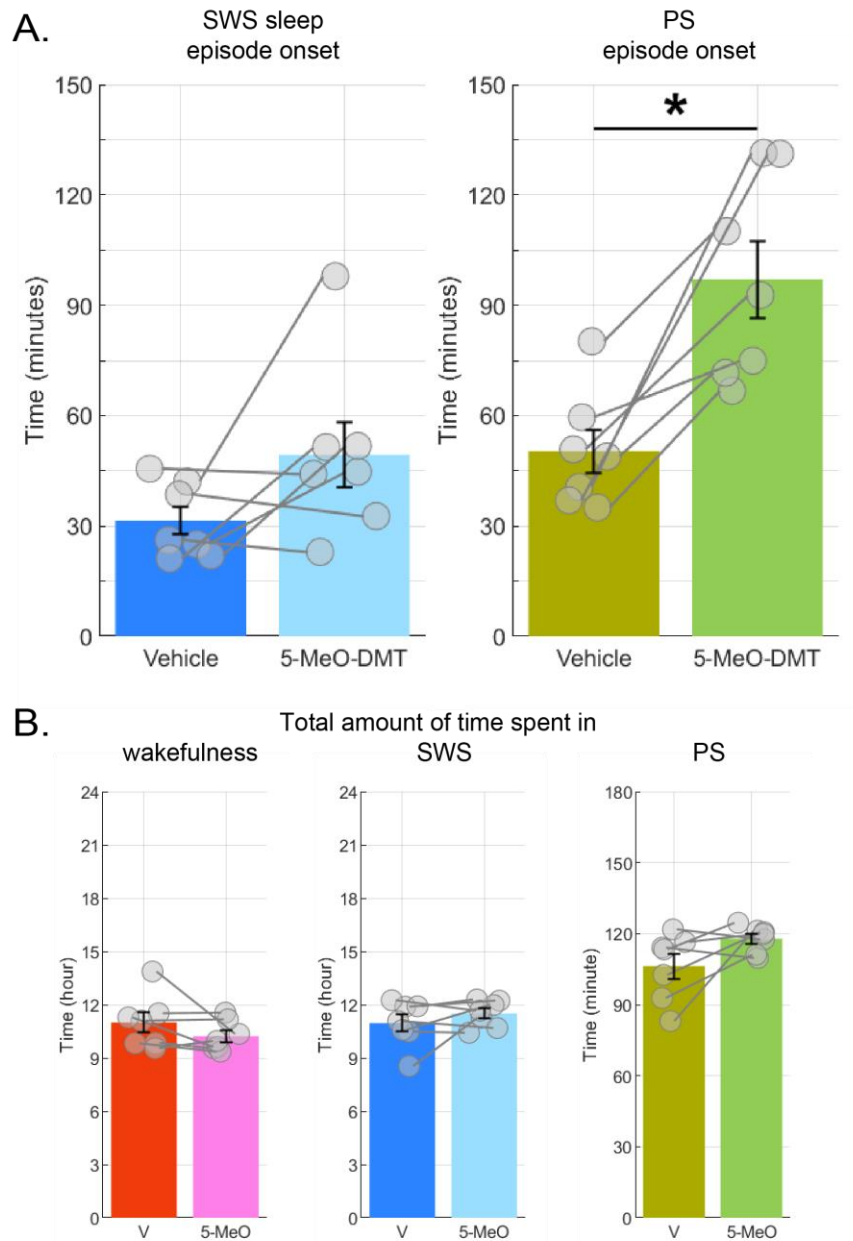 A.
SWS sleep
episode onset
PS
episode onset
Time (minutes)
150
120
90
60
30
0
Vehicle
5-MeO-DMT
Time (minutes)
150
120
90
60
30
0
*
Vehicle
5-MeO-DMT
B.
Total amount of time spent in
wakefulness
SWS
PS
Time (hour)
24
21
18
15
12
9
6
3
0
V
5-MeO
Time (hour)
24
21
18
15
12
9
6
3
0
V
5-MeO
Time (minute)
180
150
120
90
60
30
0
V
5-MeO